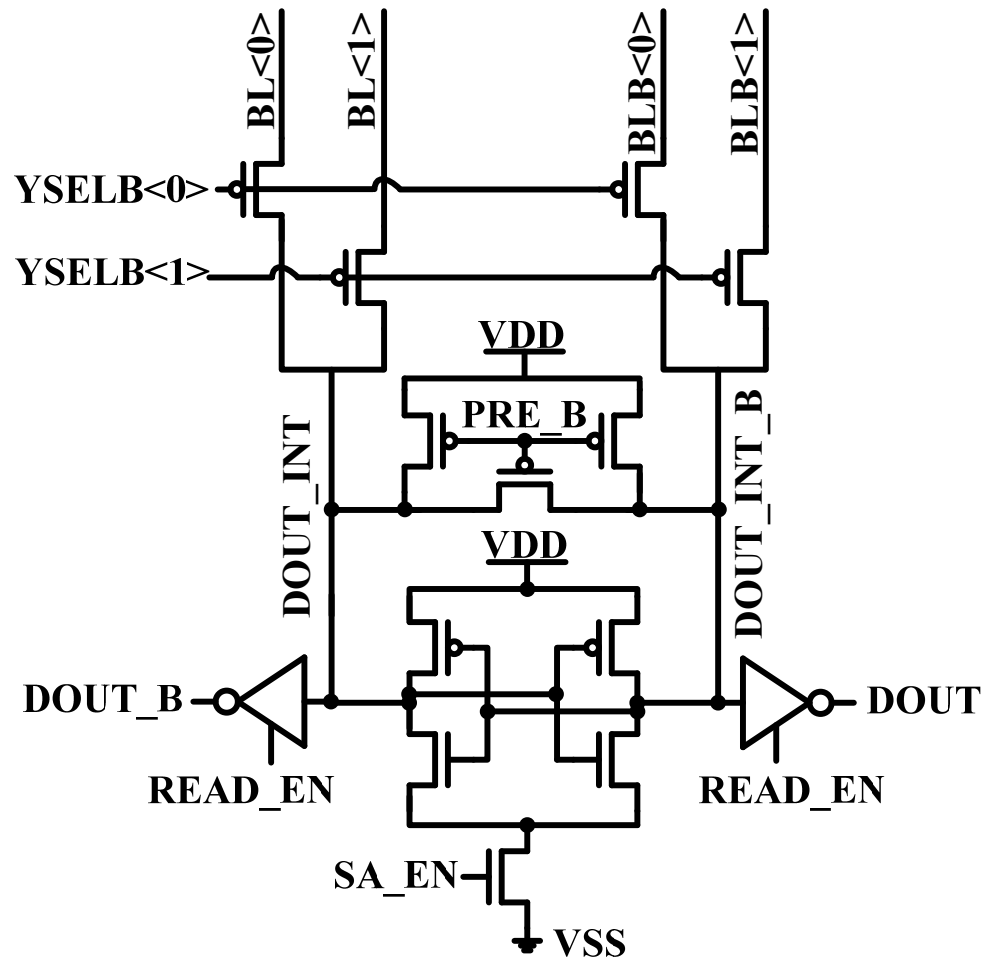 BL<0>
BL<1>
BLB<0>
BLB<1>
YSELB<0>
YSELB<1>
VDD
PRE_B
DOUT_INT
DOUT_INT_B
VDD
DOUT_B
DOUT
READ_EN
READ_EN
SA_EN
VSS